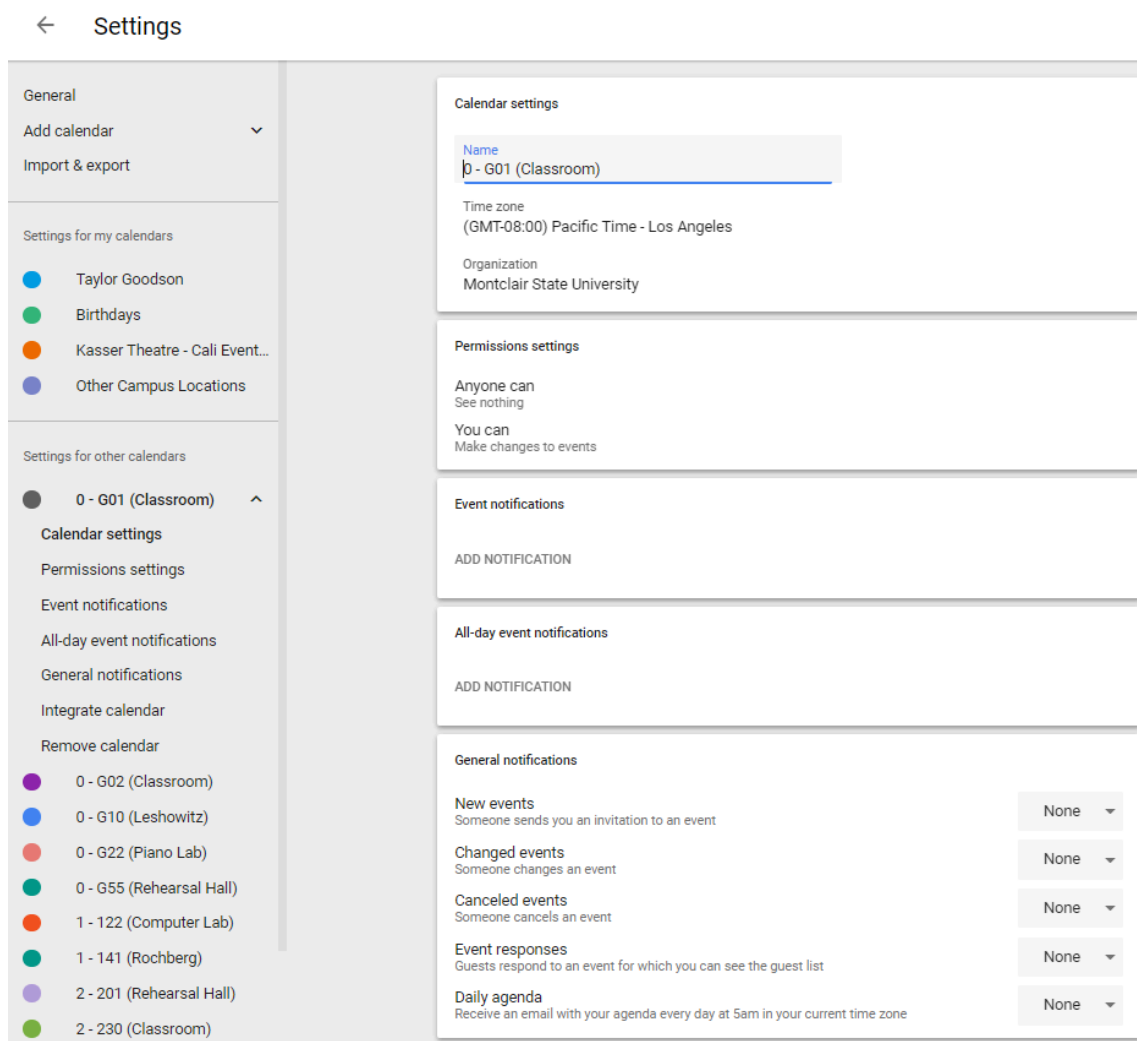 Settings
General
Add calendar
Import & export
Settings for my calendars
Taylor Goodson
Birthdays
Kasser Theatre - Cali Event...
Other Campus Locations
Settings for other calendars
0 - G01 (Classroom)
Calendar settings
Permissions settings
Event notifications
All-day event notifications
General notifications
Integrate calendar
Remove calendar
0 - G02 (Classroom)
0 - G10 (Leshowitz)
0 - G22 (Piano Lab)
0 - G55 (Rehearsal Hall)
1 - 122 (Computer Lab)
1 - 141 (Rochberg)
2 - 201 (Rehearsal Hall)
2 - 230 (Classroom)
Calendar settings
Name
0 - G01 (Classroom)
Time zone
(GMT-08:00) Pacific Time - Los Angeles
Organization
Montclair State University
Permissions settings
Anyone can
See nothing
You can
Make changes to events
Event notifications
ADD NOTIFICATION
All-day event notifications
ADD NOTIFICATION
General notifications
New events
Someone sends you an invitation to an event
None
Changed events
Someone changes an event
None
Canceled events
Someone cancels an event
None
Event responses
Guests respond to an event for which you can see the guest list
None
Daily agenda
Receive an email with your agenda every day at 5am in your current time zone
None